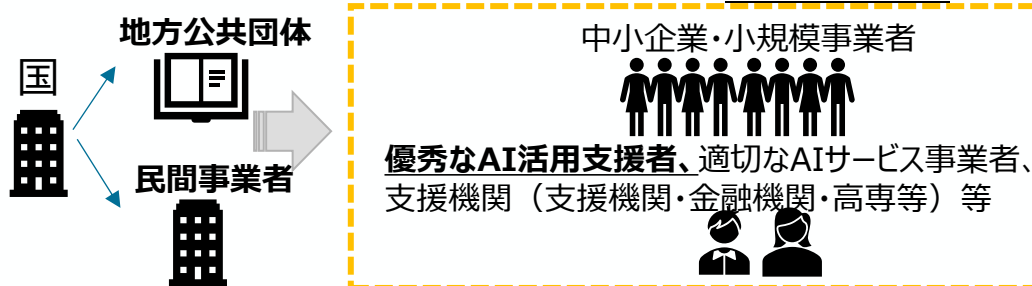 国
地方公共団体
民間事業者
中小企業・小規模事業者
優秀なAI活用支援者、適切なAIサービス事業者、
支援機関（支援機関・金融機関・高専等）等